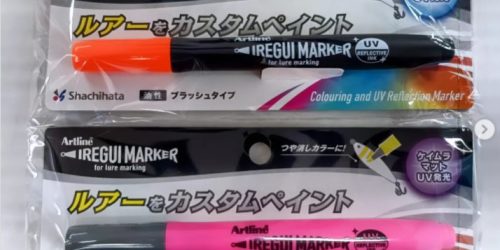 ルアーをカスタムペイント
Artline
IREGUI MARKER
for lure marking
UV
REFLECTIVE
INK
Shachihata
油性 ブラッシュタイプ
Colouring and UV Reflection Marker
Artline
IREGUI MARKER
for lure marking
つや消しカラーに!
ケイムラ
マット
UV発光
ルアーをカスタムペイント
Artline
IREGUI MARKER
UV